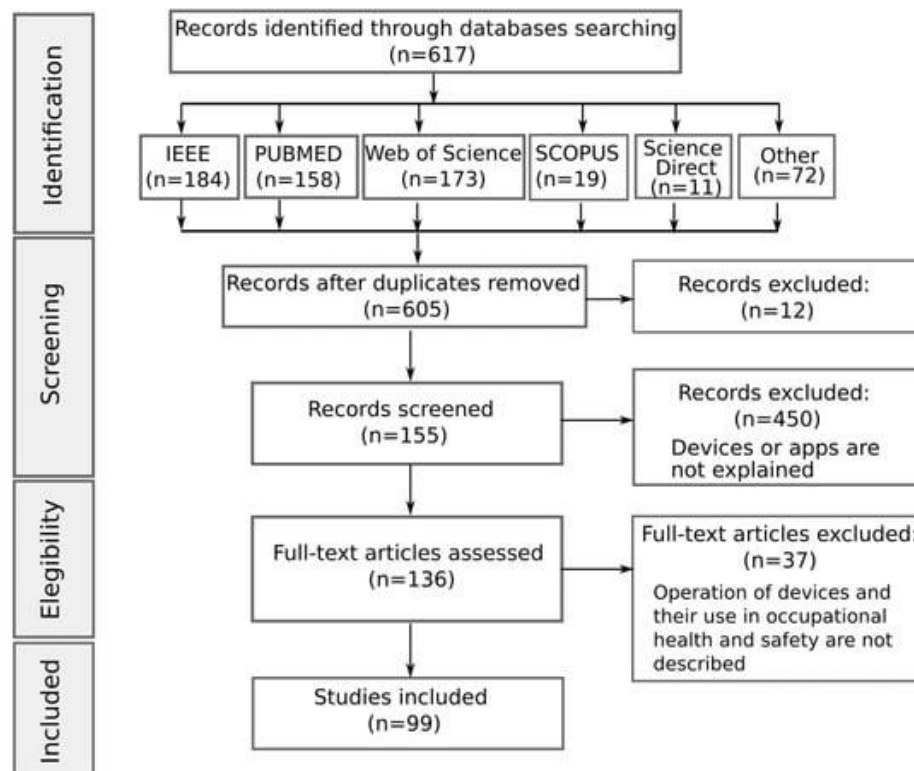 Identification
Records identified through databases searching
(n=617)
IEEE
(n=184)
PUBMED
(n=158)
Web of Science
(n=173)
SCOPUS
(n=19)
Science
Direct
(n=11)
Other
(n=72)
Screening
Records after duplicates removed
(n=605)
Records excluded:
(n=12)
Records screened
(n=155)
Records excluded:
(n=450)
Devices or apps are
not explained
Elegibility
Full-text articles assessed
(n=136)
Full-text articles excluded:
(n=37)
Operation of devices and
their use in occupational
health and safety are not
described
Included
Studies included
(n=99)